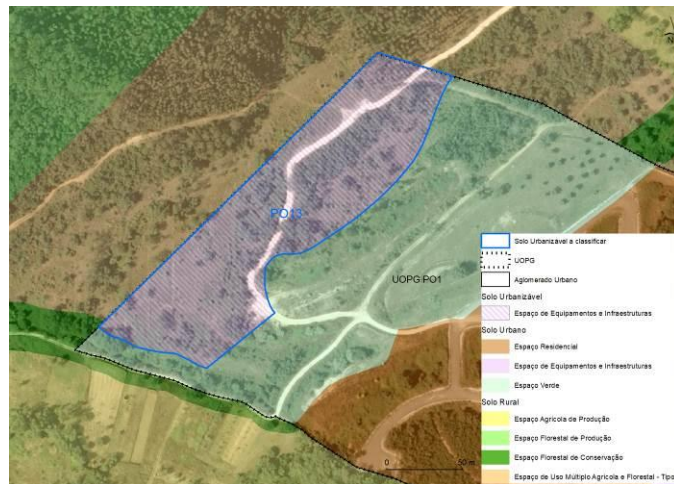 N
PO13
UOPG PO1
0
50 m
Solo Urbanizável a classificar
UOPG
Aglomerado Urbano
Solo Urbanizável
Espaço de Equipamentos e Infraestruturas
Solo Urbano
Espaço Residencial
Espaço de Equipamentos e Infraestruturas
Espaço Verde
Solo Rural
Espaço Agrícola de Produção
Espaço Florestal de Produção
Espaço Florestal de Conservação
Espaço de Uso Múltiplo Agrícola e Florestal - Tipo